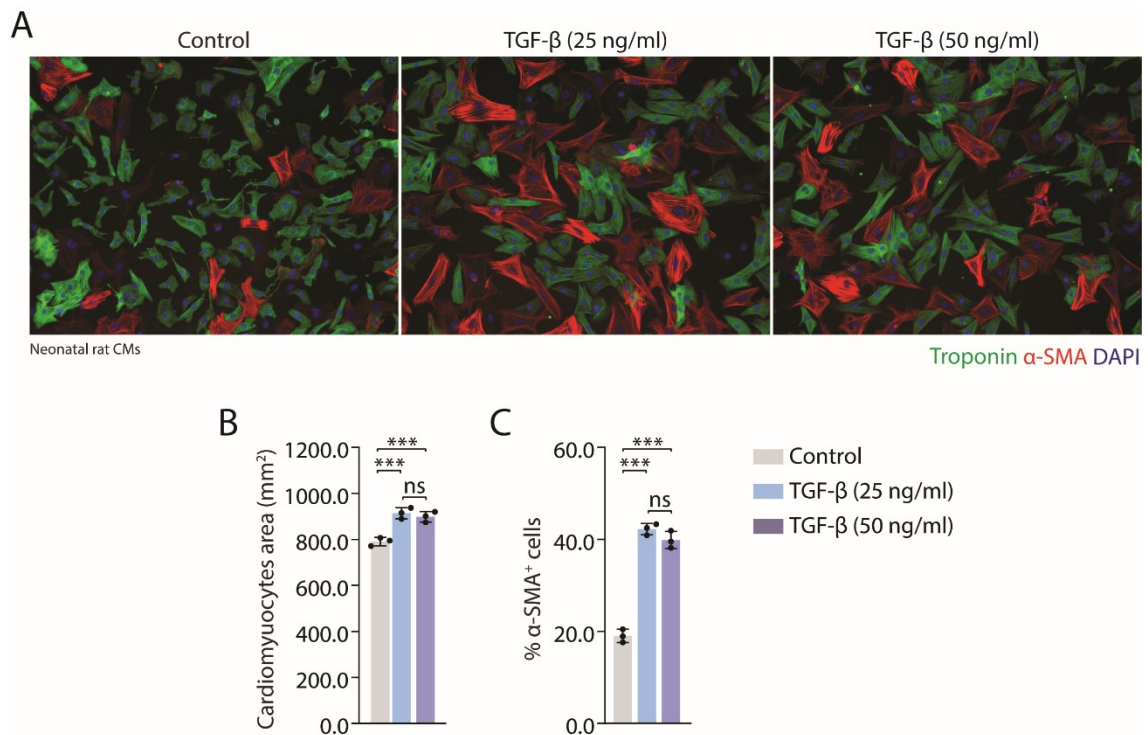 A
Control
TGF-β (25 ng/ml)
TGF-β (50 ng/ml)
Neonatal rat CMs
Troponin α-SMA DAPI
B
Cardiomyuocytes area (mm²)
1200.0
1000.0
800.0
600.0
400.0
200.0
0.0
***
***
ns
C
% α-SMA⁺ cells
60.0
40.0
20.0
0.0
***
***
ns
Control
TGF-β (25 ng/ml)
TGF-β (50 ng/ml)